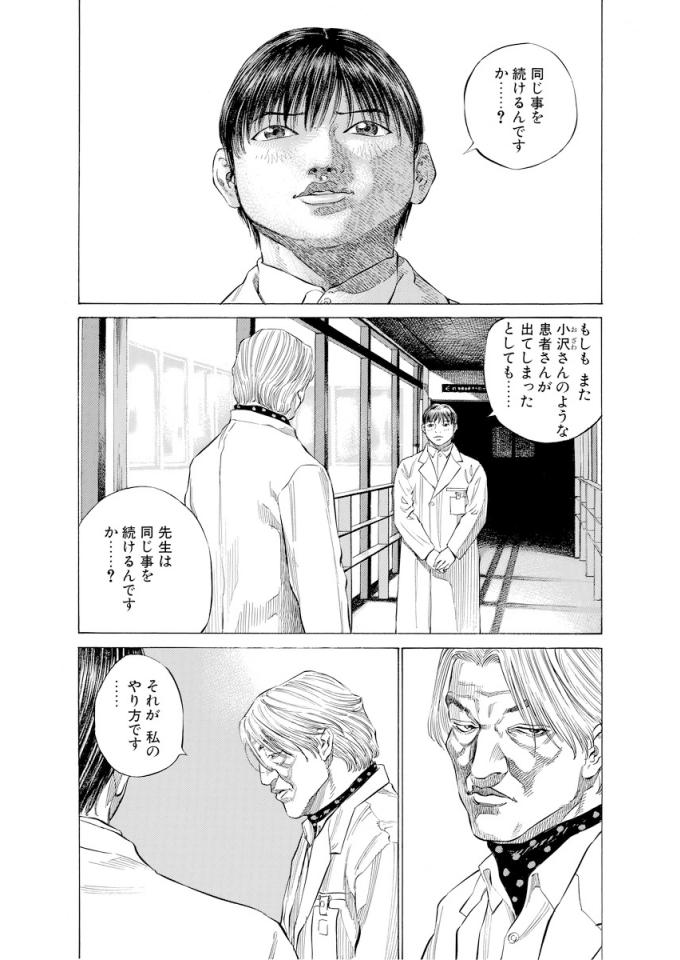 同じ事を
続けるんです
か……？
もしも また
小沢さんのような
患者さんが
出てしまった
としても……
先生は
同じ事を
続けるんです
か……？
それが 私の
やり方です
……